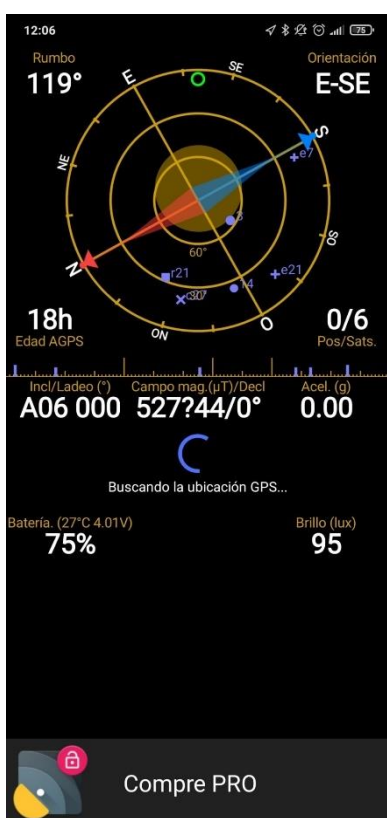 12:06
75
Rumbo
119°
Orientación
E-SE
E
SE
S
NE
SO
N
NO
O
e7
3
60°
r21
e21
14
18h
Edad AGPS
0/6
Pos/Sats.
Incl/Ladeo (°)
A06 000
Campo mag.(μT)/Decl
527?44/0°
Acel. (g)
0.00
Buscando la ubicación GPS...
Batería. (27°C 4.01V)
75%
Brillo (lux)
95
Compre PRO